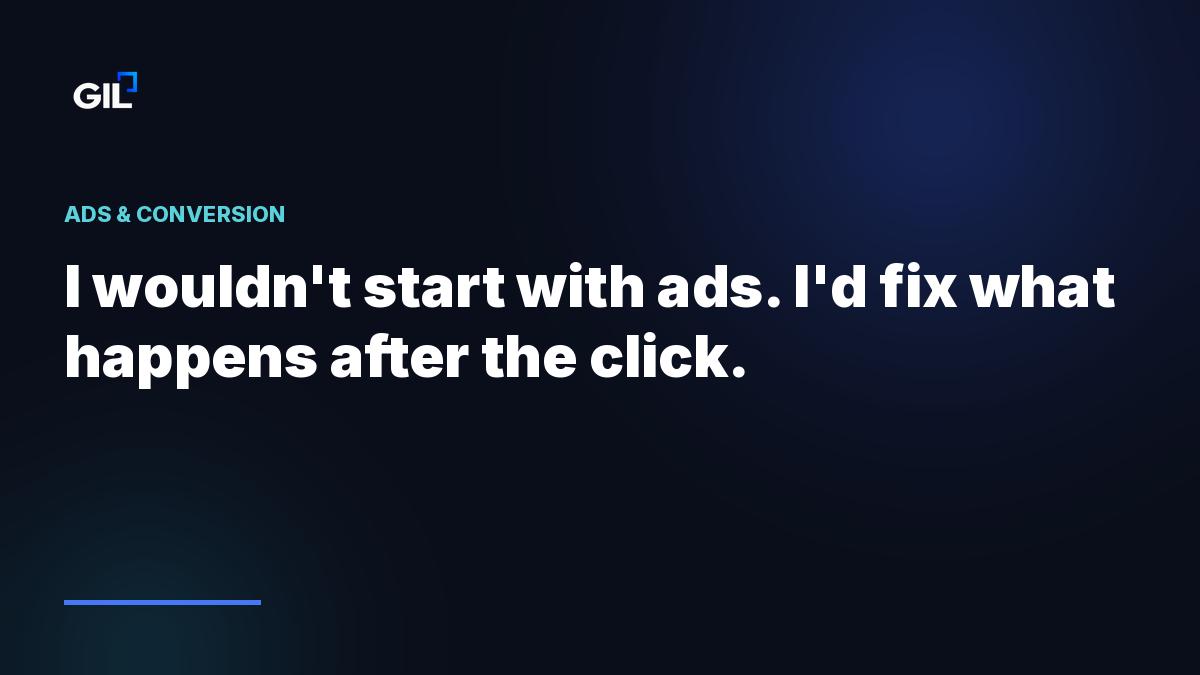 GIL
ADS & CONVERSION
I wouldn't start with ads. I'd fix what
happens after the click.